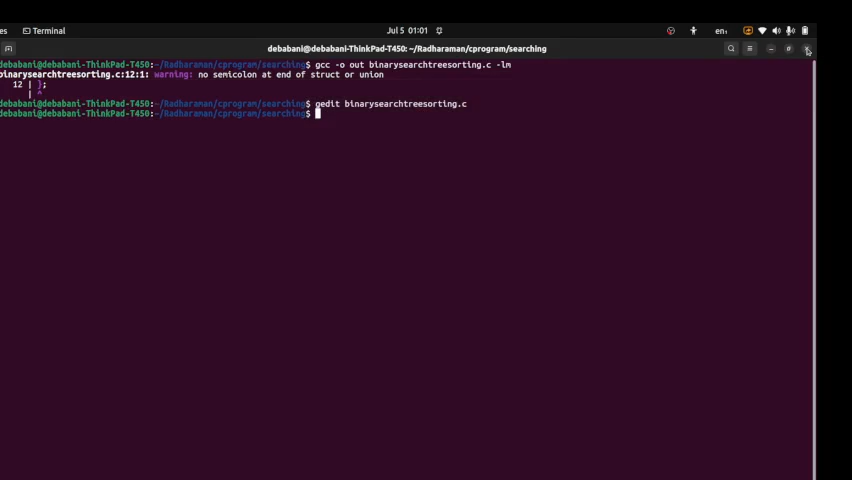 es Terminal Jul 5 01:01 en₁
debabani@debabani-ThinkPad-T450: ~/Radharaman/cprogram/searching
debabani@debabani-ThinkPad-T450:~/Radharaman/cprogram/searching$ gcc -o out binarysearchtreesorting.c -lm
binarysearchtreesorting.c:12:1: warning: no semicolon at end of struct or union
12 | };
| ^
debabani@debabani-ThinkPad-T450:~/Radharaman/cprogram/searching$ gedit binarysearchtreesorting.c
debabani@debabani-ThinkPad-T450:~/Radharaman/cprogram/searching$